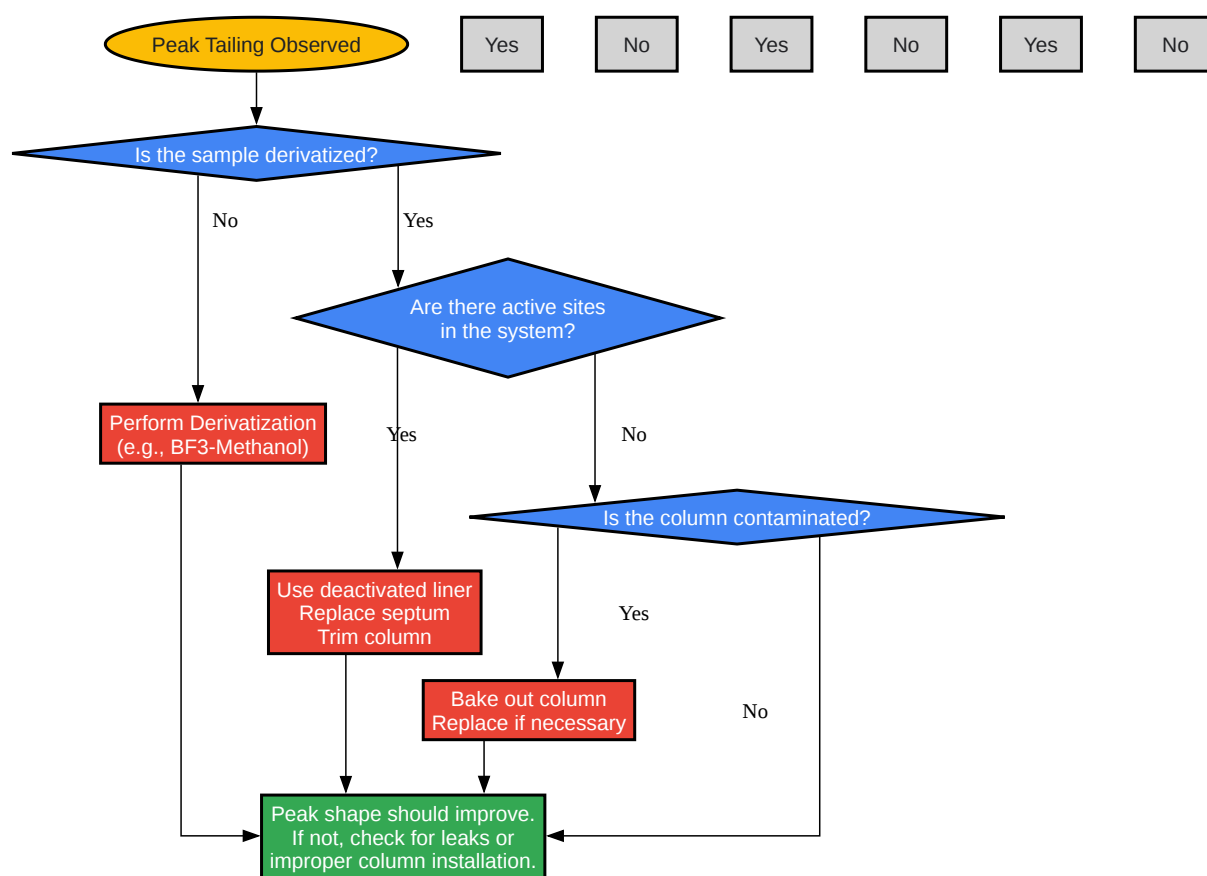 Peak Tailing Observed
Yes
No
Yes
No
Yes
No
Is the sample derivatized?
No
Yes
Are there active sites
in the system?
Perform Derivatization
(e.g., BF3-Methanol)
Yes
No
Is the column contaminated?
Use deactivated liner
Replace septum
Trim column
Yes
Bake out column
Replace if necessary
No
Peak shape should improve.
If not, check for leaks or
improper column installation.